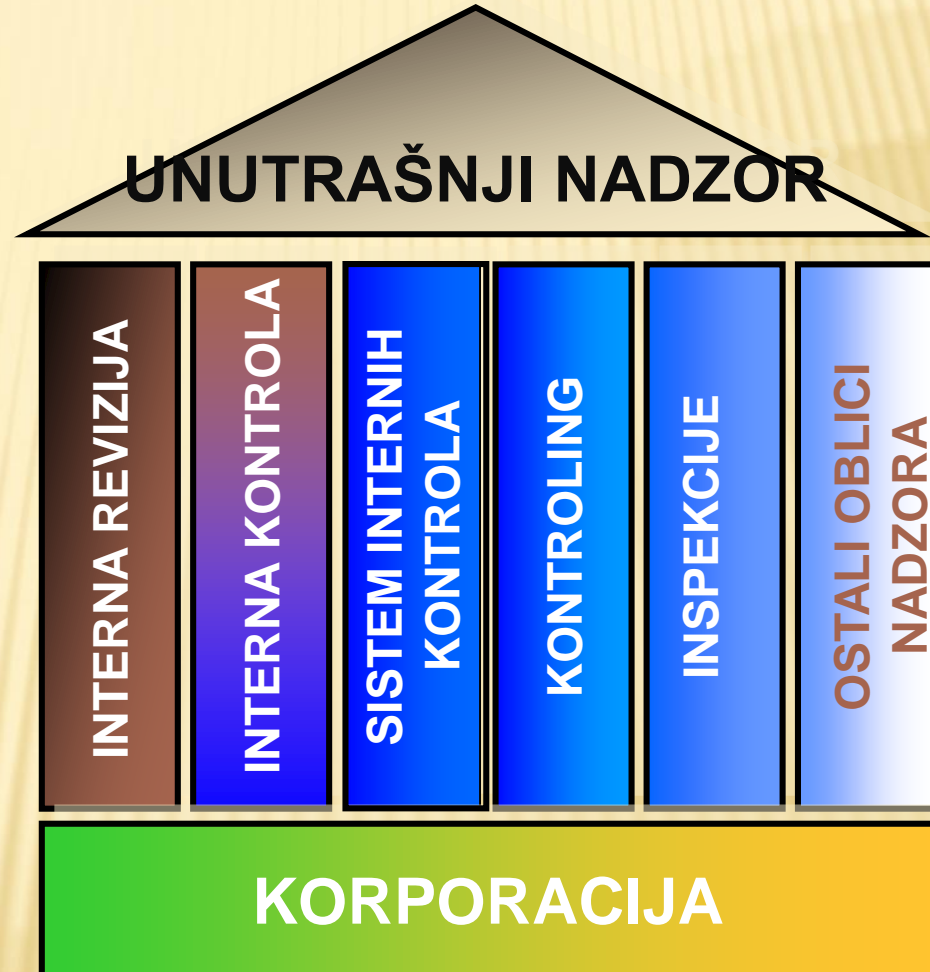 UNUTRAŠNJI NADZOR
INTERNA REVIZIJA
INTERNA KONTROLA
SISTEM INTERNIH
KONTROLA
KONTROLING
INSPEKCIJE
OSTALI OBLICI
NADZORA
KORPORACIJA